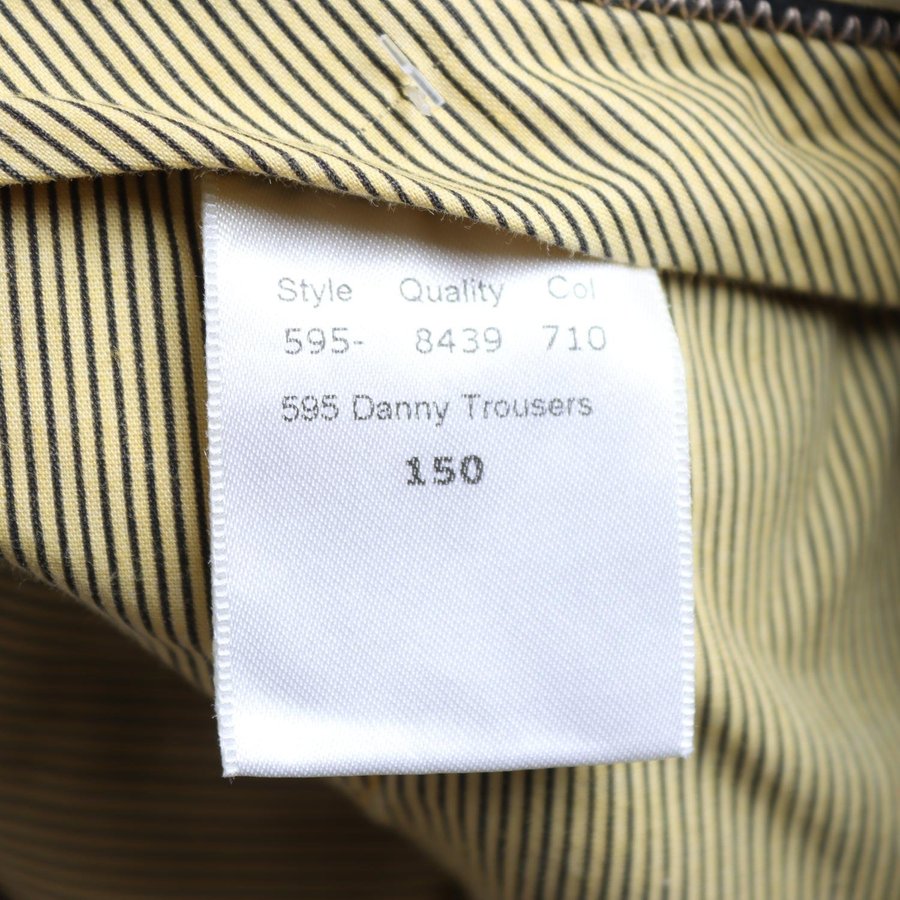 Style Quality Col
595- 8439 710
595 Danny Trousers
150